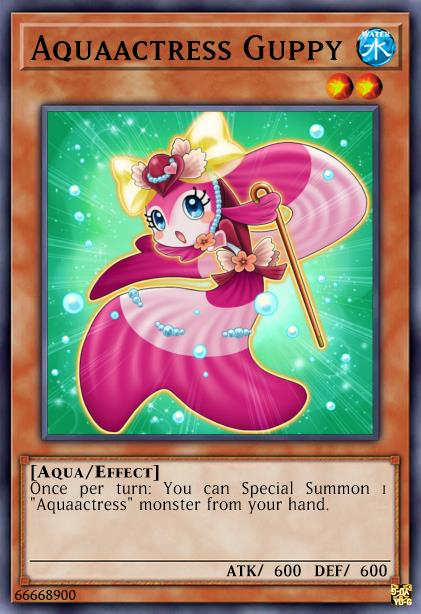 Aquaactress Guppy
WATER
水
[Aqua/Effect]
Once per turn: You can Special Summon 1
"Aquaactress" monster from your hand.
ATK/ 600 DEF/ 600
66668900